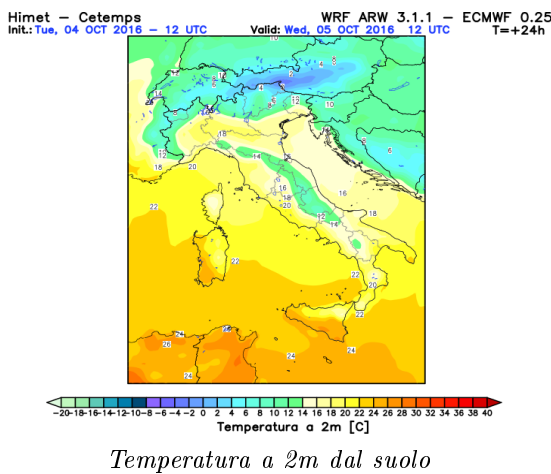 Himet – Cetemps WRF ARW 3.1.1 – ECMWF 0.25
Init.: Tue, 04 OCT 2016 – 12 UTC Valid: Wed, 05 OCT 2016 12 UTC T=+24h
-20 -18 -16 -14 -12 -10 -8 -6 -4 -2 0 2 4 6 8 10 12 14 16 18 20 22 24 26 28 30 32 34 36 38 40
Temperatura a 2m [C]
Temperatura a 2m dal suolo